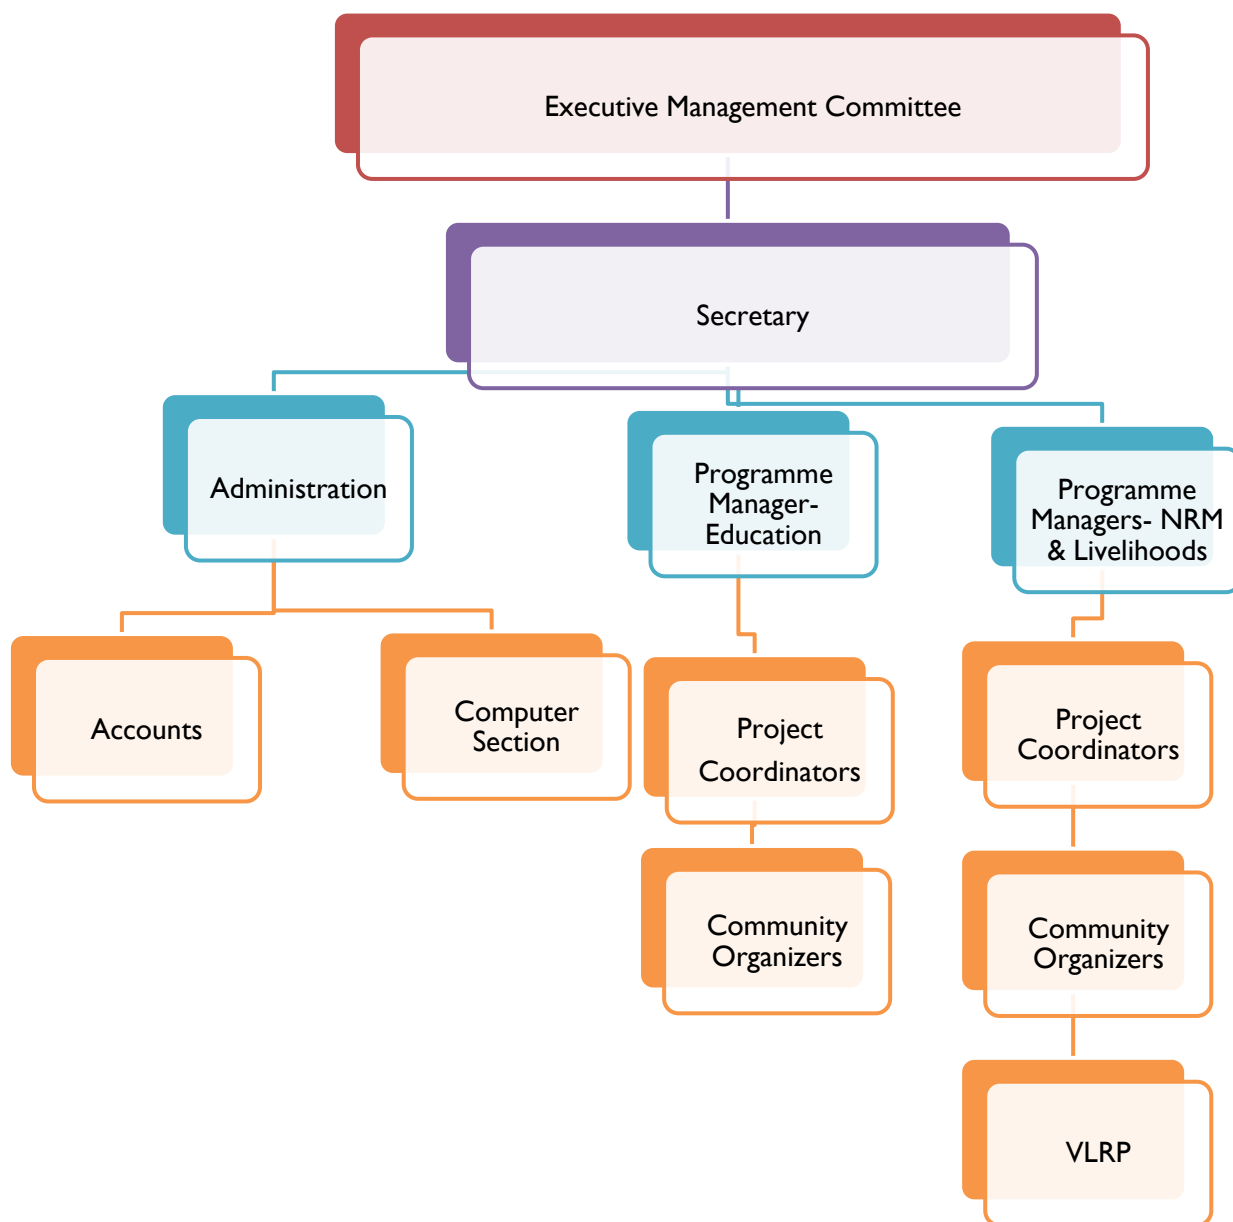 Executive Management Committee
Secretary
Administration
Programme
Manager-
Education
Programme
Managers- NRM
& Livelihoods
Accounts
Computer
Section
Project
Coordinators
Project
Coordinators
Community
Organizers
Community
Organizers
VLRP